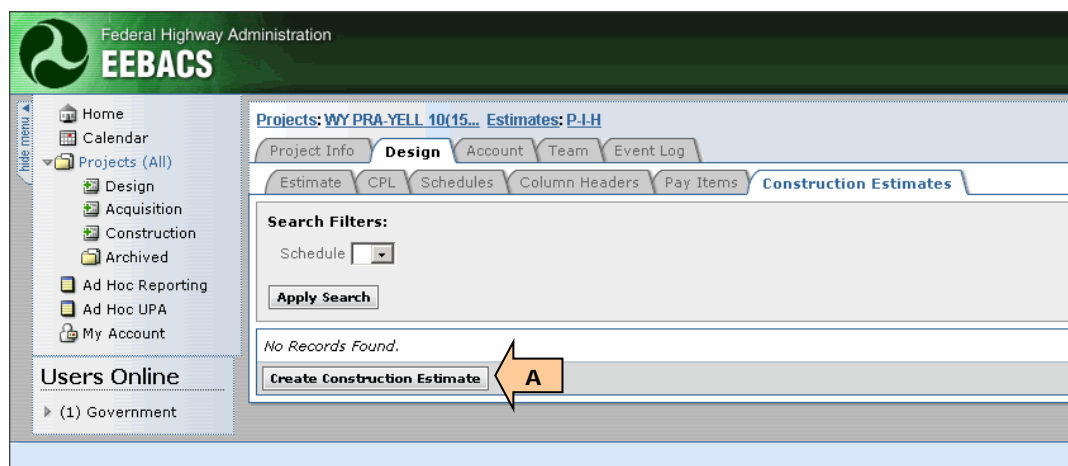 Federal Highway Administration
EEBACS
hide menu
Home
Calendar
Projects (All)
Design
Acquisition
Construction
Archived
Ad Hoc Reporting
Ad Hoc UPA
My Account
Users Online
(1) Government
Projects: WY PRA-YELL 10(15... Estimates: P-I-H
Project Info Design Account Team Event Log
Estimate CPL Schedules Column Headers Pay Items Construction Estimates
Search Filters:
Schedule
Apply Search
No Records Found.
Create Construction Estimate A